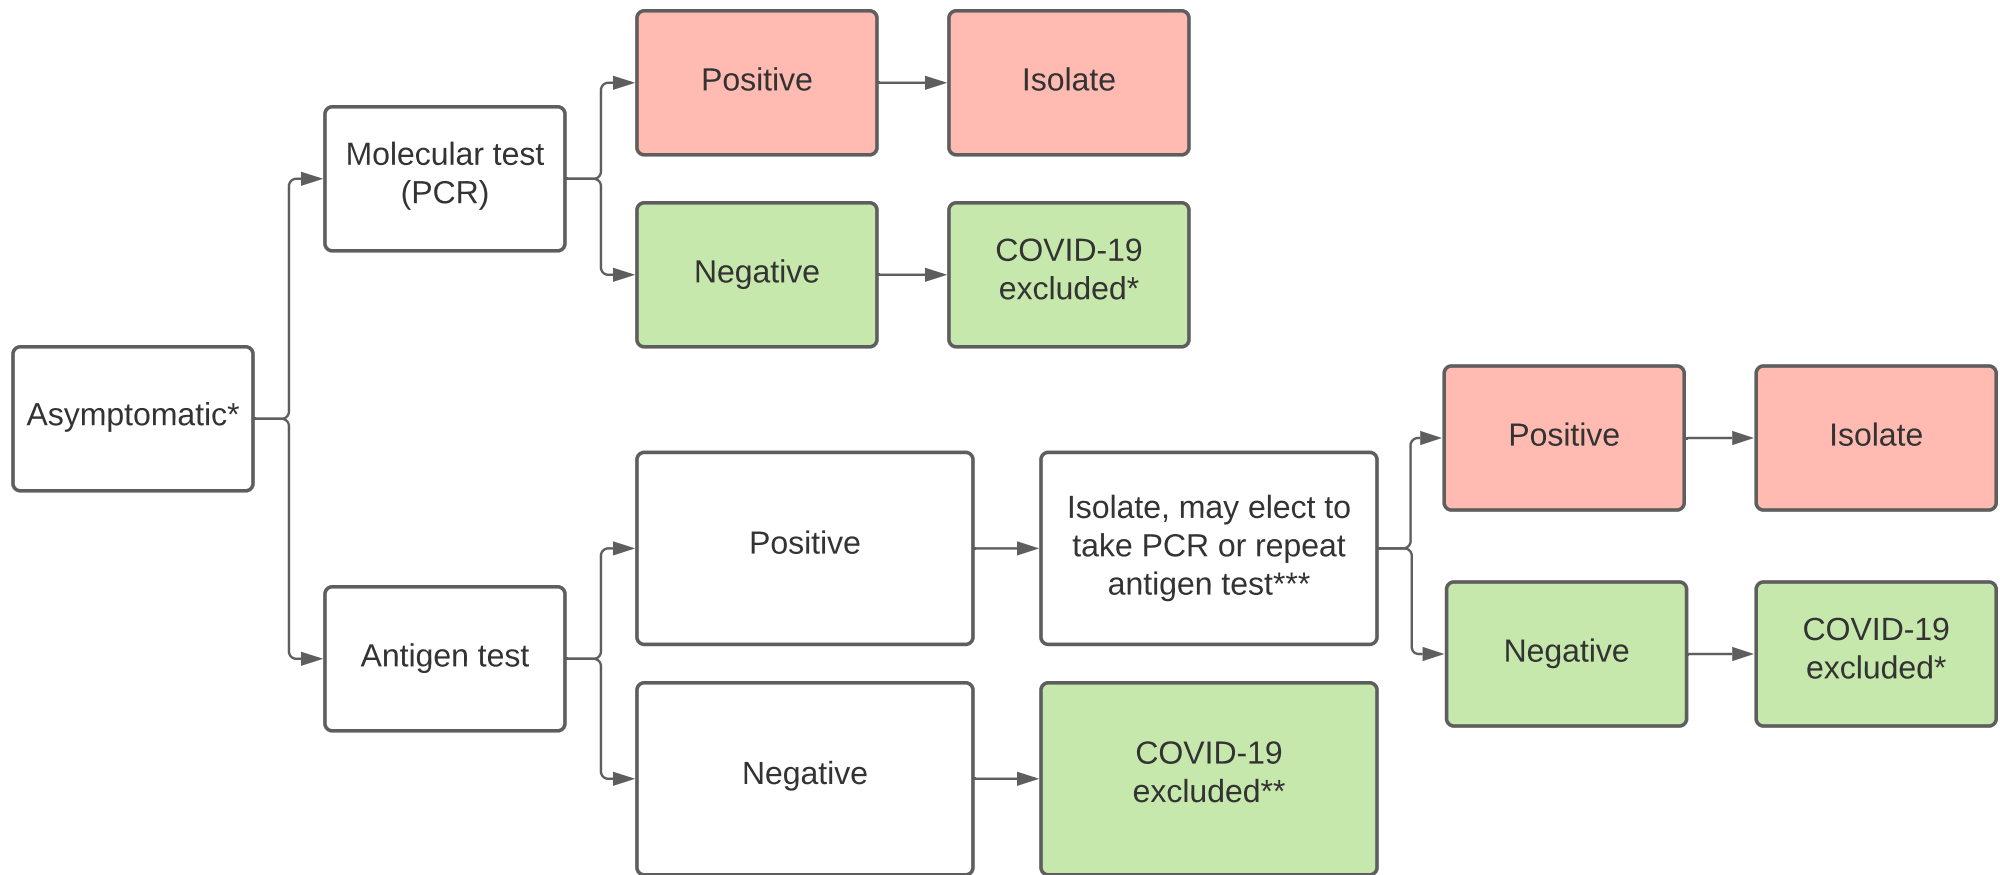 Asymptomatic*
Molecular test
(PCR)
Positive
Isolate
Negative
COVID-19
excluded*
Antigen test
Positive
Isolate, may elect to
take PCR or repeat
antigen test***
Positive
Isolate
Negative
COVID-19
excluded*
Negative
COVID-19
excluded**